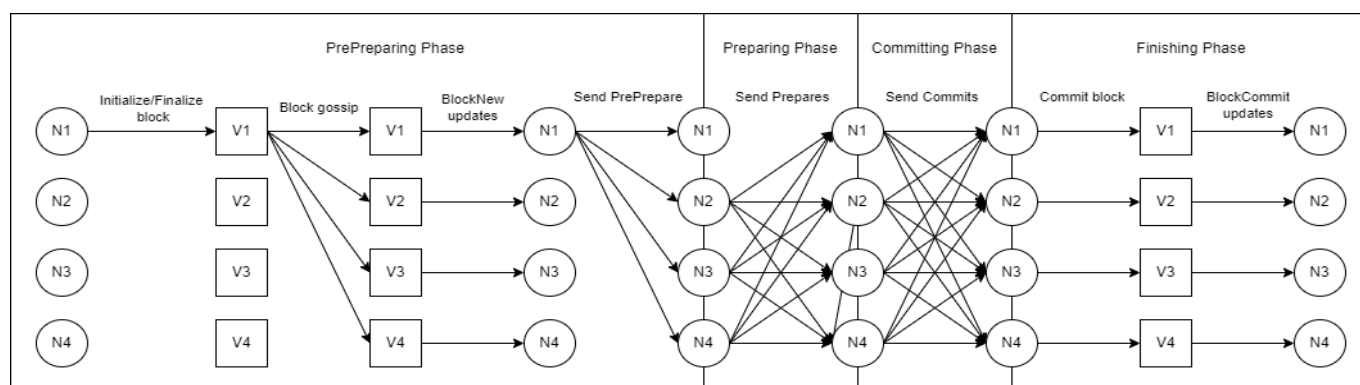 PrePreparing Phase
Preparing Phase
Committing Phase
Finishing Phase
Initialize/Finalize
block
Block gossip
BlockNew
updates
Send PrePrepare
Send Prepares
Send Commits
Commit block
BlockCommit
updates
N1 V1 V1 N1 N1 N1 N1 V1 N1
N2 V2 V2 N2 N2 N2 N2 V2 N2
N3 V3 V3 N3 N3 N3 N3 V3 N3
N4 V4 V4 N4 N4 N4 N4 V4 N4